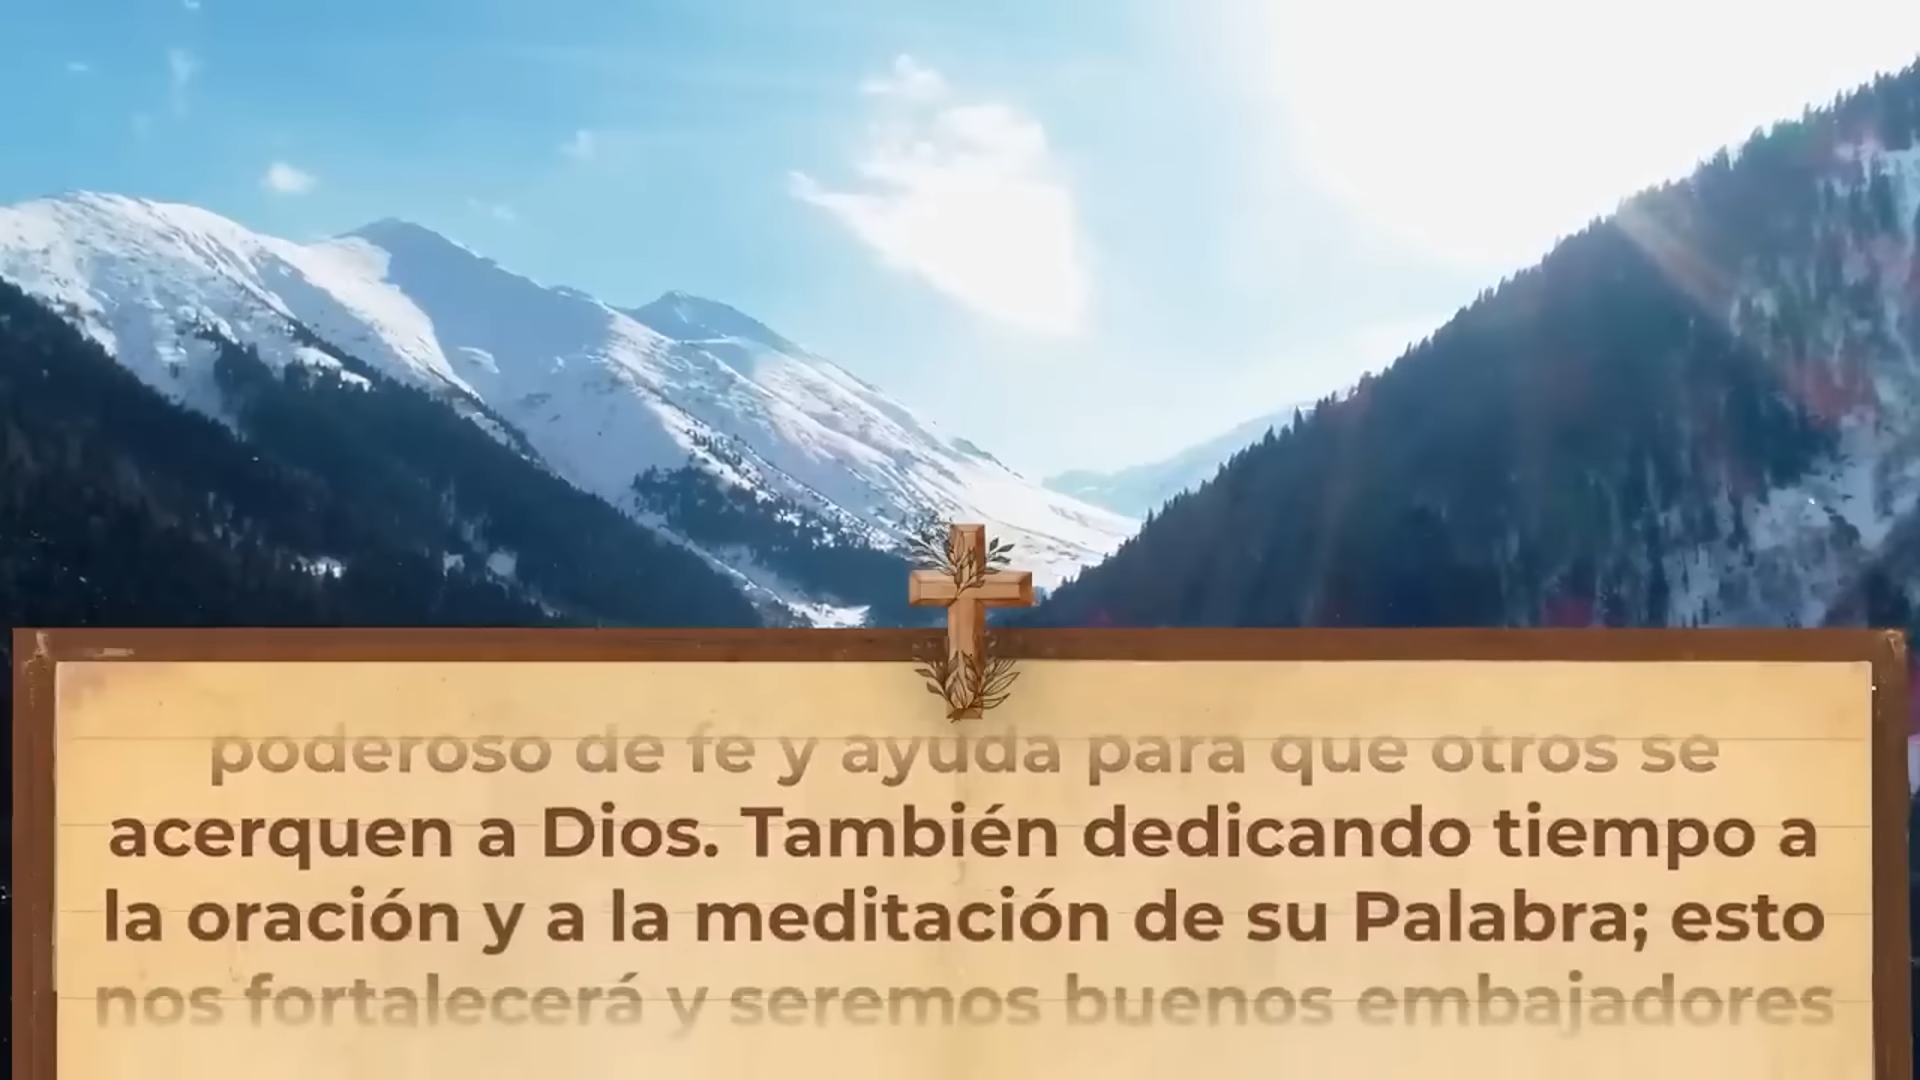 poderoso de fe y ayuda para que otros se
acerquen a Dios. También dedicando tiempo a
la oración y a la meditación de su Palabra; esto
nos fortalecerá y seremos buenos embajadores